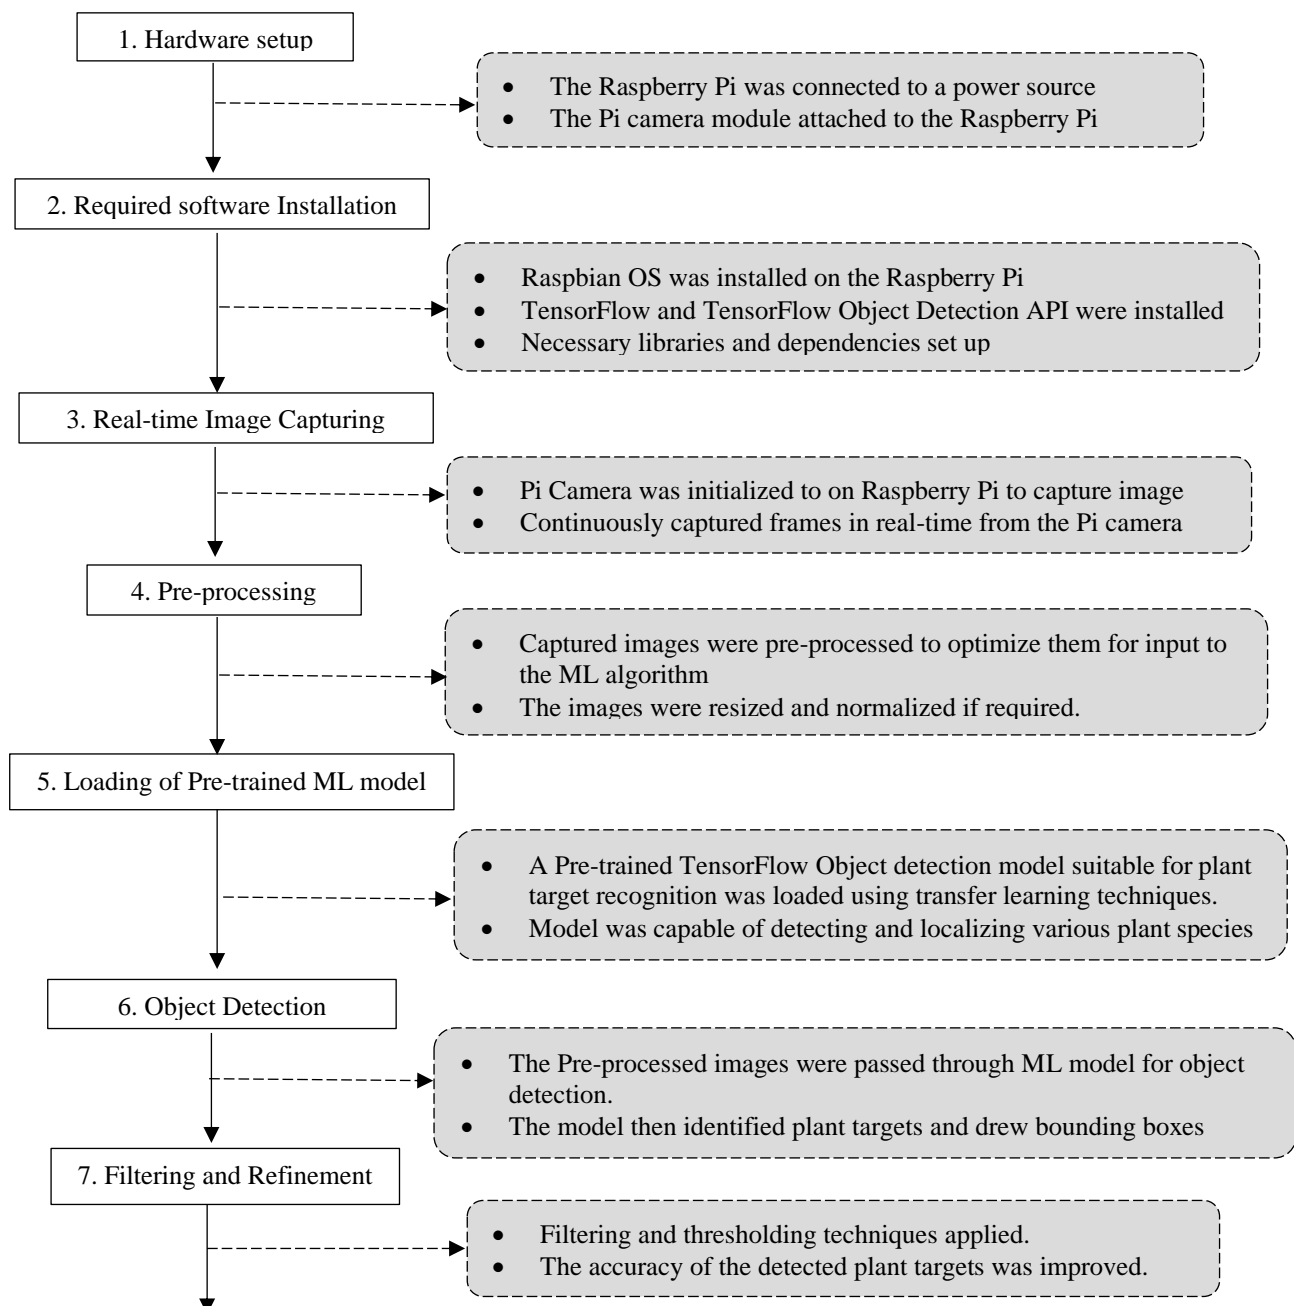 1. Hardware setup
• The Raspberry Pi was connected to a power source
• The Pi camera module attached to the Raspberry Pi
2. Required software Installation
• Raspbian OS was installed on the Raspberry Pi
• TensorFlow and TensorFlow Object Detection API were installed
• Necessary libraries and dependencies set up
3. Real-time Image Capturing
• Pi Camera was initialized to on Raspberry Pi to capture image
• Continuously captured frames in real-time from the Pi camera
4. Pre-processing
• Captured images were pre-processed to optimize them for input to
the ML algorithm
• The images were resized and normalized if required.
5. Loading of Pre-trained ML model
• A Pre-trained TensorFlow Object detection model suitable for plant
target recognition was loaded using transfer learning techniques.
• Model was capable of detecting and localizing various plant species
6. Object Detection
• The Pre-processed images were passed through ML model for object
detection.
• The model then identified plant targets and drew bounding boxes
7. Filtering and Refinement
• Filtering and thresholding techniques applied.
• The accuracy of the detected plant targets was improved.